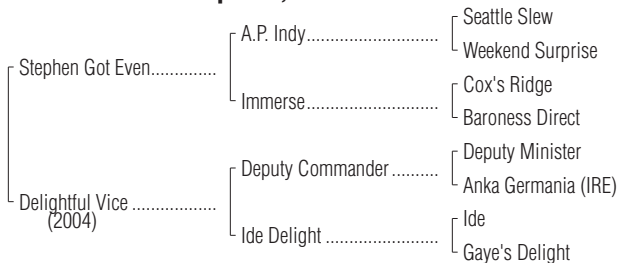 Seattle Slew
A.P. Indy
Weekend Surprise
Stephen Got Even
Cox's Ridge
Immerse
Baroness Direct
Deputy Minister
Deputy Commander
Anka Germania (IRE)
Delightful Vice
(2004)
Ide
Ide Delight
Gaye's Delight